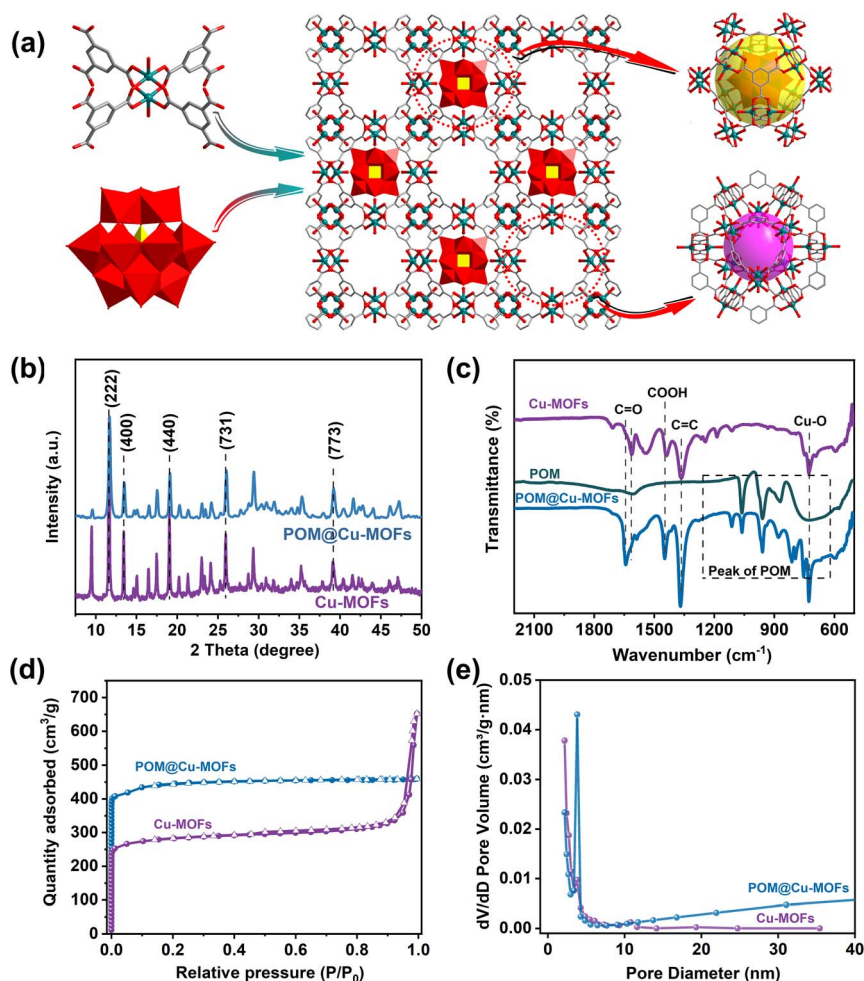 (a)
(b)
(222)
(400)
(440)
(731)
(773)
POM@Cu-MOFs
Cu-MOFs
Intensity (a.u.)
10 15 20 25 30 35 40 45 50
2 Theta (degree)
(c)
Cu-MOFs
C=O
COOH
C=C
Cu-O
POM
POM@Cu-MOFs
Peak of POM
Transmittance (%)
2100 1800 1500 1200 900 600
Wavenumber (cm-1)
(d)
700
600
500
400
300
200
100
0
POM@Cu-MOFs
Cu-MOFs
Quantity adsorbed (cm3/g)
0.0 0.2 0.4 0.6 0.8 1.0
Relative pressure (P/P0)
(e)
0.05
0.04
0.03
0.02
0.01
0.00
POM@Cu-MOFs
Cu-MOFs
dV/dD Pore Volume (cm3/g·nm)
0 10 20 30 40
Pore Diameter (nm)